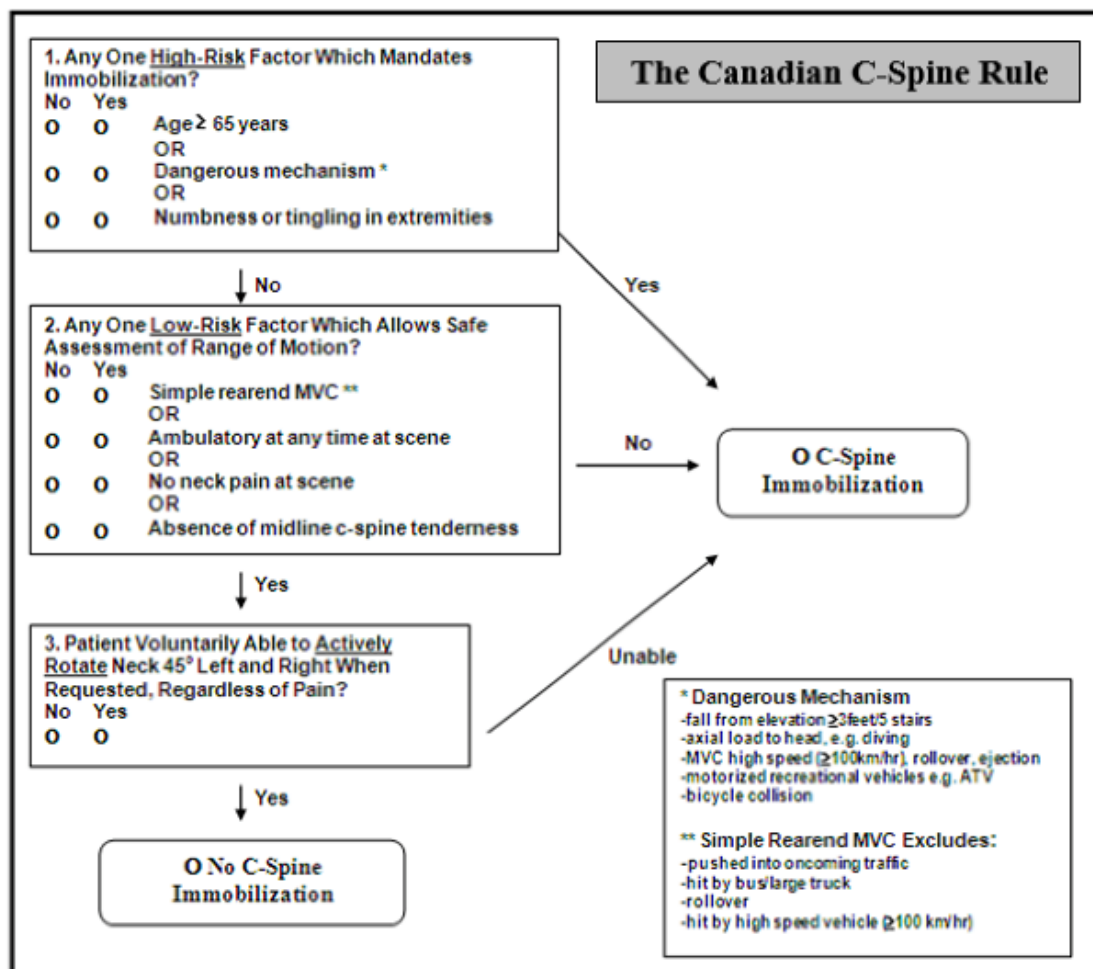 The Canadian C-Spine Rule
1. Any One High-Risk Factor Which Mandates
Immobilization?
No Yes
O O Age ≥ 65 years
OR
O O Dangerous mechanism *
OR
O O Numbness or tingling in extremities
No
Yes
2. Any One Low-Risk Factor Which Allows Safe
Assessment of Range of Motion?
No Yes
O O Simple rearend MVC **
OR
O O Ambulatory at any time at scene
OR
O O No neck pain at scene
OR
O O Absence of midline c-spine tenderness
No
O C-Spine
Immobilization
Yes
3. Patient Voluntarily Able to Actively
Rotate Neck 45° Left and Right When
Requested, Regardless of Pain?
No Yes
O O
Unable
Yes
O No C-Spine
Immobilization
* Dangerous Mechanism
-fall from elevation ≥3feet/5 stairs
-axial load to head, e.g. diving
-MVC high speed (≥100km/hr), rollover, ejection
-motorized recreational vehicles e.g. ATV
-bicycle collision
** Simple Rearend MVC Excludes:
-pushed into oncoming traffic
-hit by bus/large truck
-rollover
-hit by high speed vehicle (≥100 km/hr)